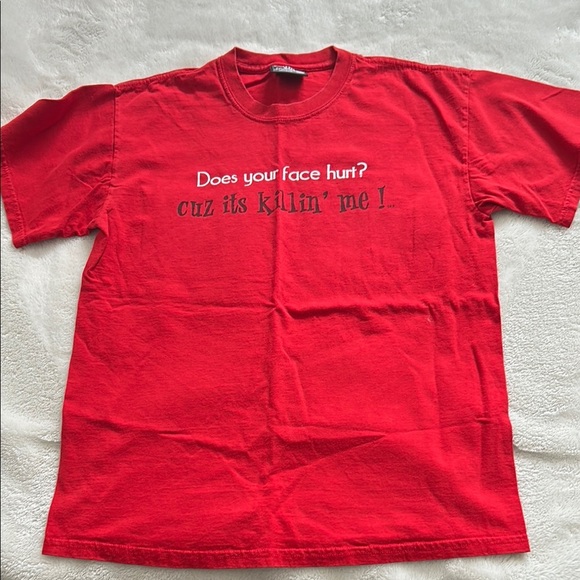 Does your face hurt?
cuz its killin' me !..